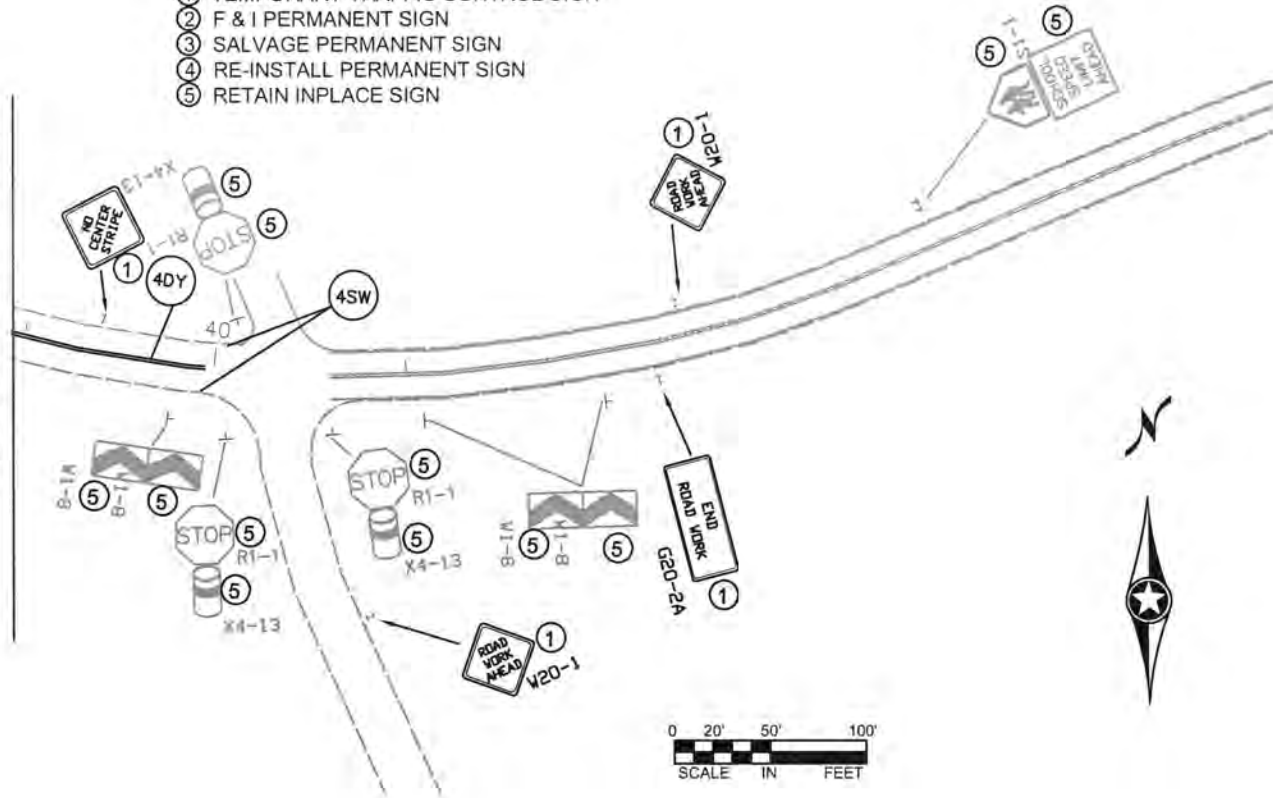 ② F & I PERMANENT SIGN
③ SALVAGE PERMANENT SIGN
④ RE-INSTALL PERMANENT SIGN
⑤ RETAIN INPLACE SIGN
S1-1
⑤
⑤
SCHOOL
SPEED
LIMIT
AHEAD
①
W20-1
ROAD
WORK
AHEAD
X4-13
⑤
NO
CENTER
STRIPE
①
R1-1
STOP
⑤
4DY
4SW
40
W1-8
⑤
W1-8
⑤
STOP
⑤
R1-1
⑤
X4-13
STOP
⑤
R1-1
⑤
X4-13
W1-8
⑤
W1-8
⑤
END
ROAD WORK
G20-2A
①
ROAD
WORK
AHEAD
①
W20-1
N
0 20' 50' 100'
SCALE IN FEET